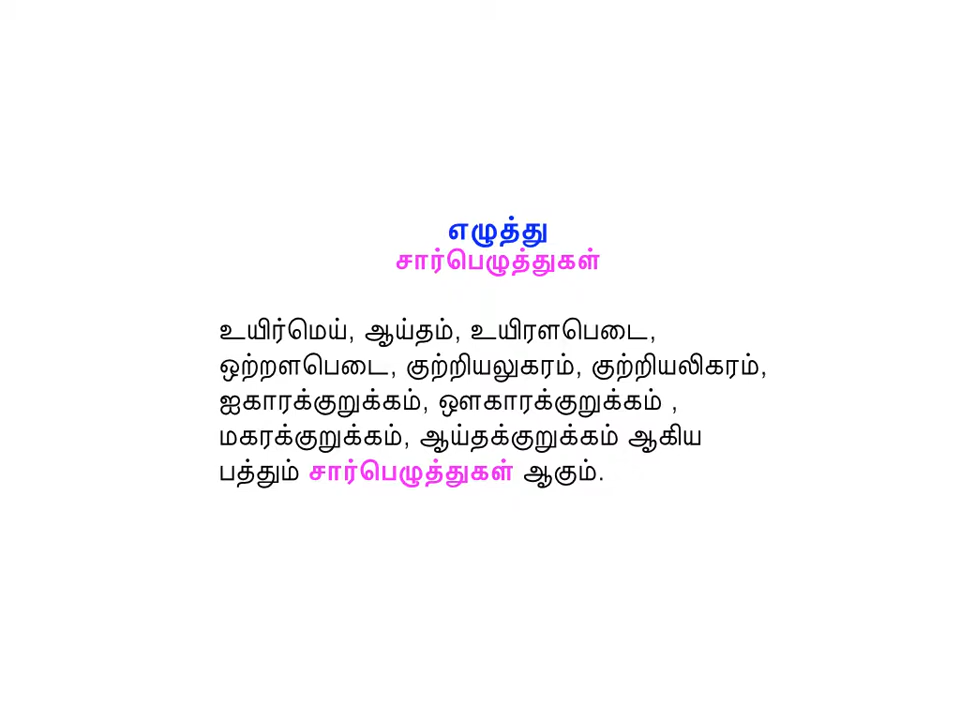 எழுத்து
சார்பெழுத்துகள்
உயிர்மெய், ஆய்தம், உயிரளபெடை,
ஒற்றளபெடை, குற்றியலுகரம், குற்றியலிகரம்,
ஐகாரக்குறுக்கம், ஔகாரக்குறுக்கம் ,
மகரக்குறுக்கம், ஆய்தக்குறுக்கம் ஆகிய
பத்தும் சார்பெழுத்துகள் ஆகும்.